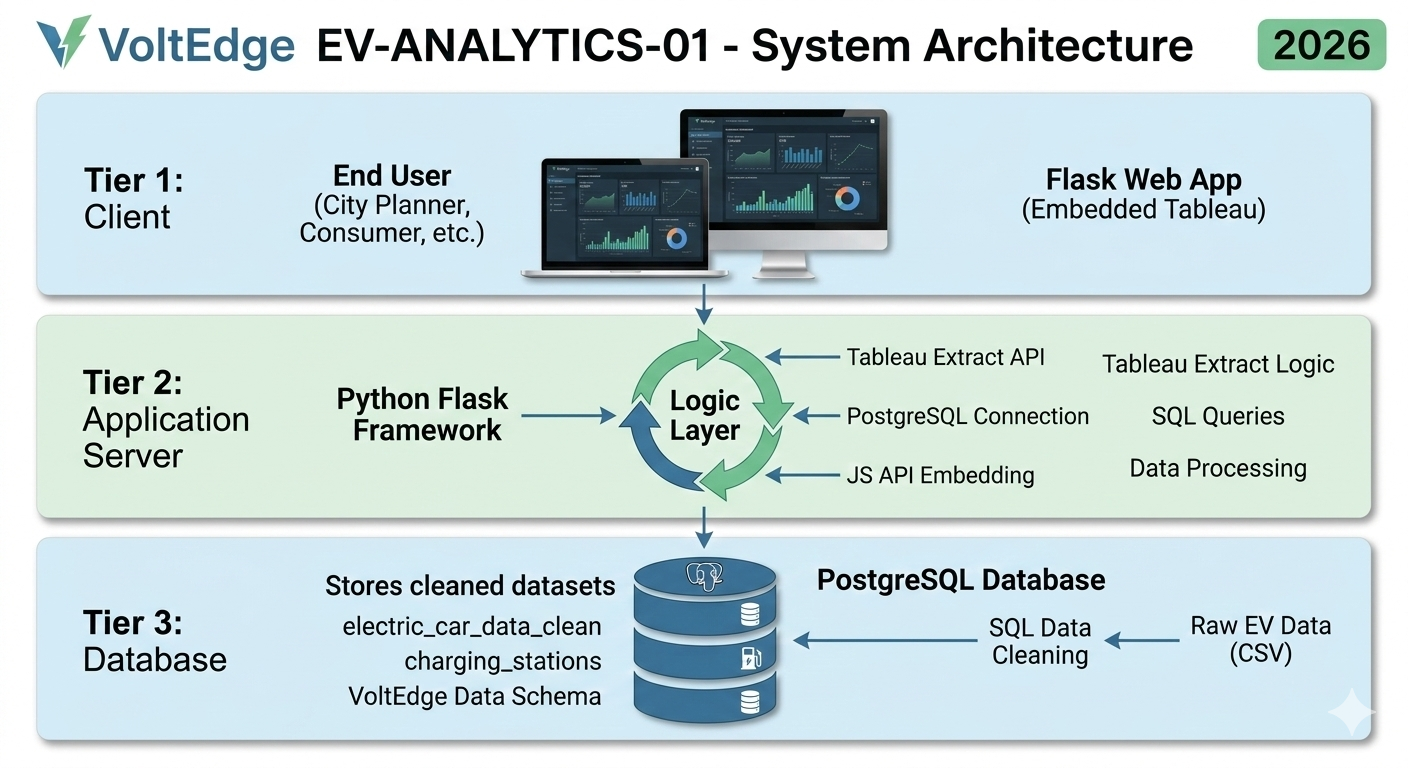 VoltEdge EV-ANALYTICS-01 - System Architecture 2026
Tier 1:
Client
End User
(City Planner,
Consumer, etc.)
Flask Web App
(Embedded Tableau)
Tier 2:
Application
Server
Python Flask
Framework
Logic
Layer
Tableau Extract API
PostgreSQL Connection
JS API Embedding
Tableau Extract Logic
SQL Queries
Data Processing
Tier 3:
Database
Stores cleaned datasets
electric_car_data_clean
charging_stations
VoltEdge Data Schema
PostgreSQL Database
SQL Data
Cleaning
Raw EV Data
(CSV)